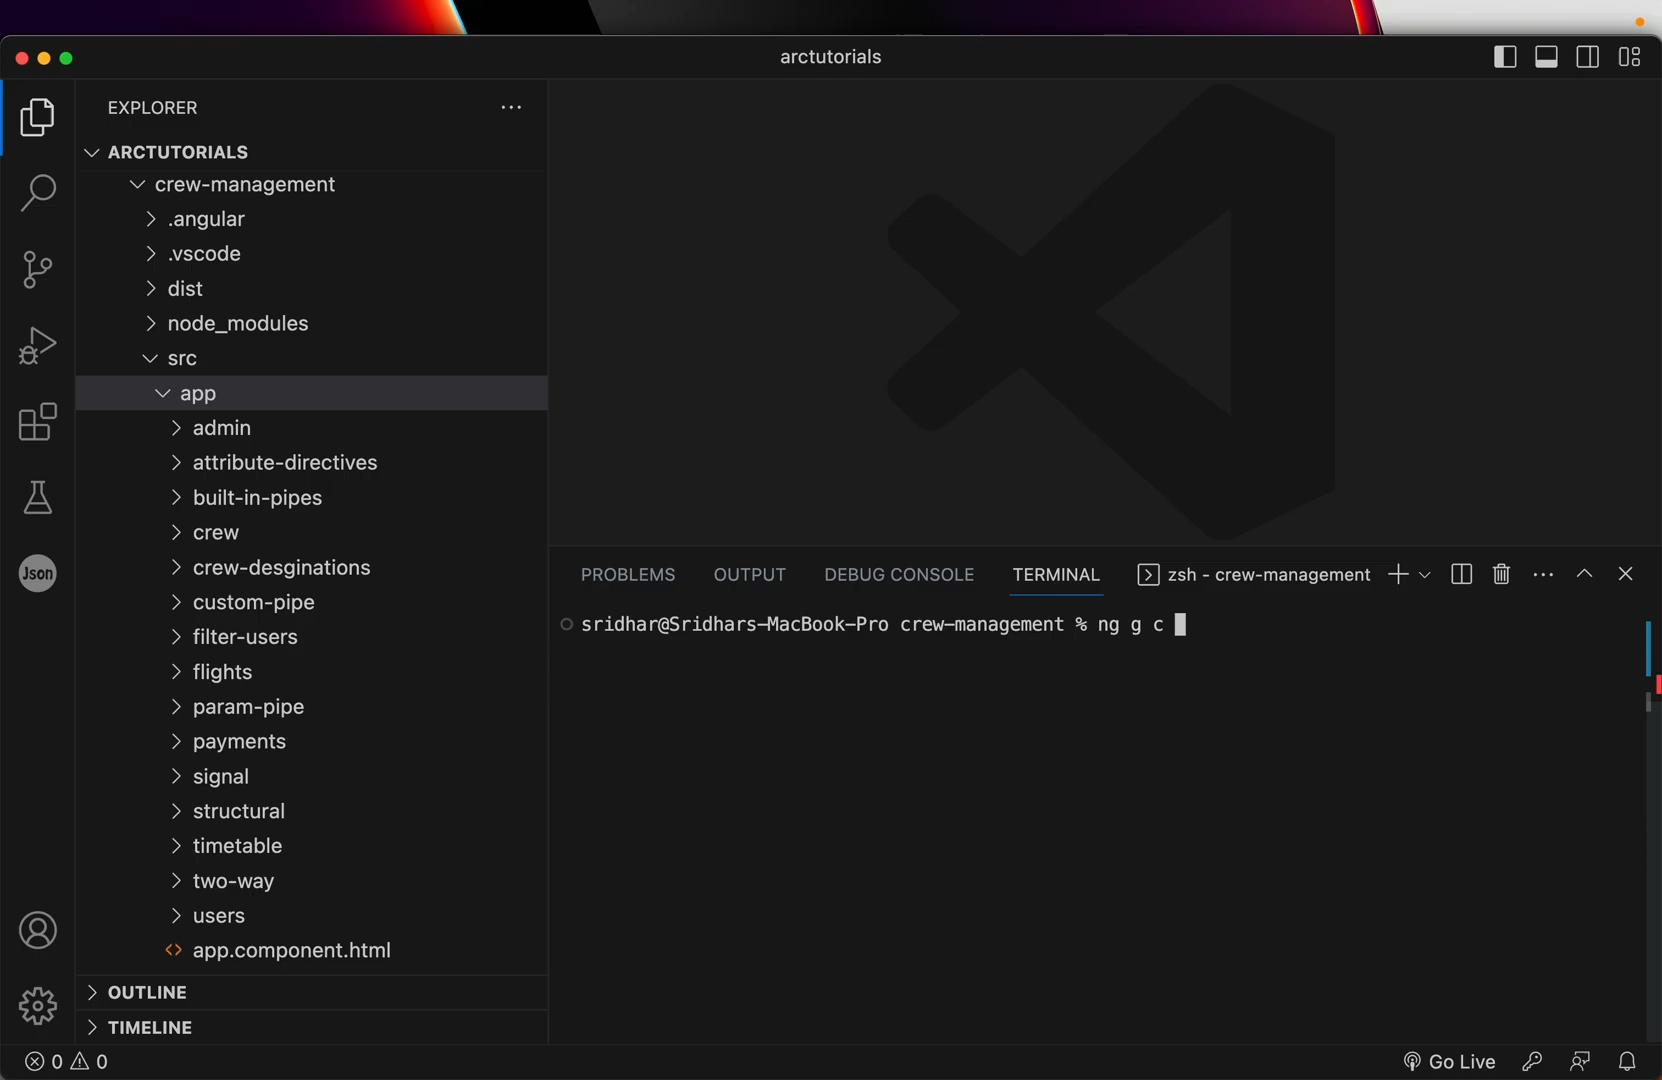 arctutorials
EXPLORER
ARCTUTORIALS
crew-management
.angular
.vscode
dist
node_modules
src
app
admin
attribute-directives
built-in-pipes
crew
crew-desginations
custom-pipe
filter-users
flights
param-pipe
payments
signal
structural
timetable
two-way
users
<> app.component.html
OUTLINE
TIMELINE
Json
PROBLEMS OUTPUT DEBUG CONSOLE TERMINAL zsh - crew-management
sridhar@Sridhars-MacBook-Pro crew-management % ng g c
0 0
Go Live